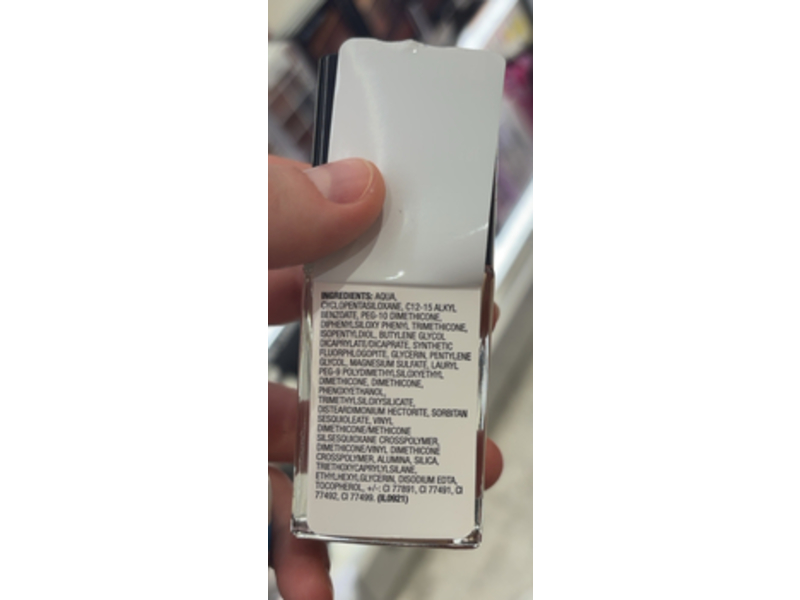 INGREDIENTS: AQUA,
CYCLOPENTASILOXANE, C12-15 ALKYL
BENZOATE, PEG-10 DIMETHICONE,
DIPHENYLSILOXY PHENYL TRIMETHICONE,
ISOPENTYLDIOL, BUTYLENE GLYCOL
DICAPRYLATE/DICAPRATE, SYNTHETIC
FLUORPHLOGOPITE, GLYCERIN, PENTYLENE
GLYCOL, MAGNESIUM SULFATE, LAURYL
PEG-9 POLYDIMETHYLSILOXYETHYL
DIMETHICONE, DIMETHICONE,
PHENOXYETHANOL,
TRIMETHYLSILOXYSILICATE,
DISTEARDIMONIUM HECTORITE, SORBITAN
SESQUIOLEATE, VINYL
DIMETHICONE/METHICONE
SILSESQUIOXANE CROSSPOLYMER,
DIMETHICONE/VINYL DIMETHICONE
CROSSPOLYMER, ALUMINA, SILICA,
TRIETHOXYCAPRYLYLSILANE,
ETHYLHEXYLGLYCERIN, DISODIUM EDTA,
TOCOPHEROL, +/-: CI 77891, CI 77491, CI
77492, CI 77499. (IL0921)